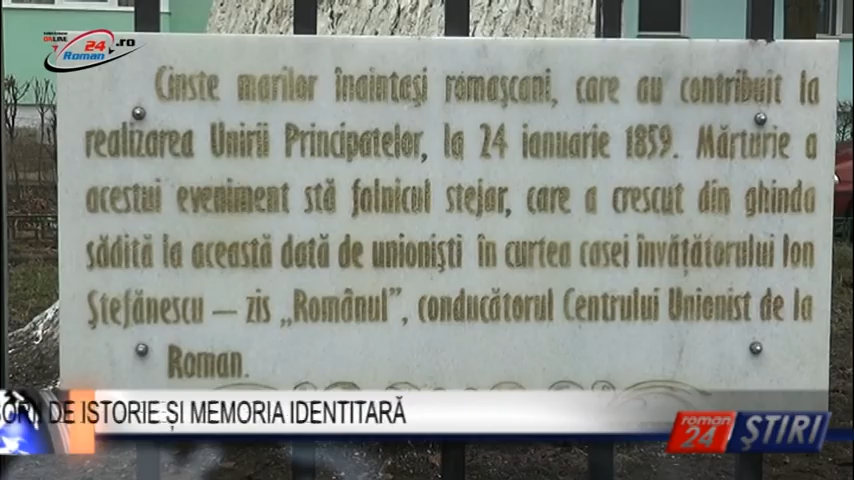 24.ro
Roman
Cinste marilor înaintași romașcani, care au contribuit la
realizarea Unirii Principatelor, la 24 ianuarie 1859. Mărturie a
acestui eveniment stă falnicul stejar, care a crescut din ghinda
sădită la această dată de unioniști în curtea casei învățătorului Ion
Ștefănescu – zis „Românul”, conducătorul Centrului Unionist de la
Roman.
DE ISTORIE ȘI MEMORIA IDENTITARĂ
roman
24 ȘTIRI